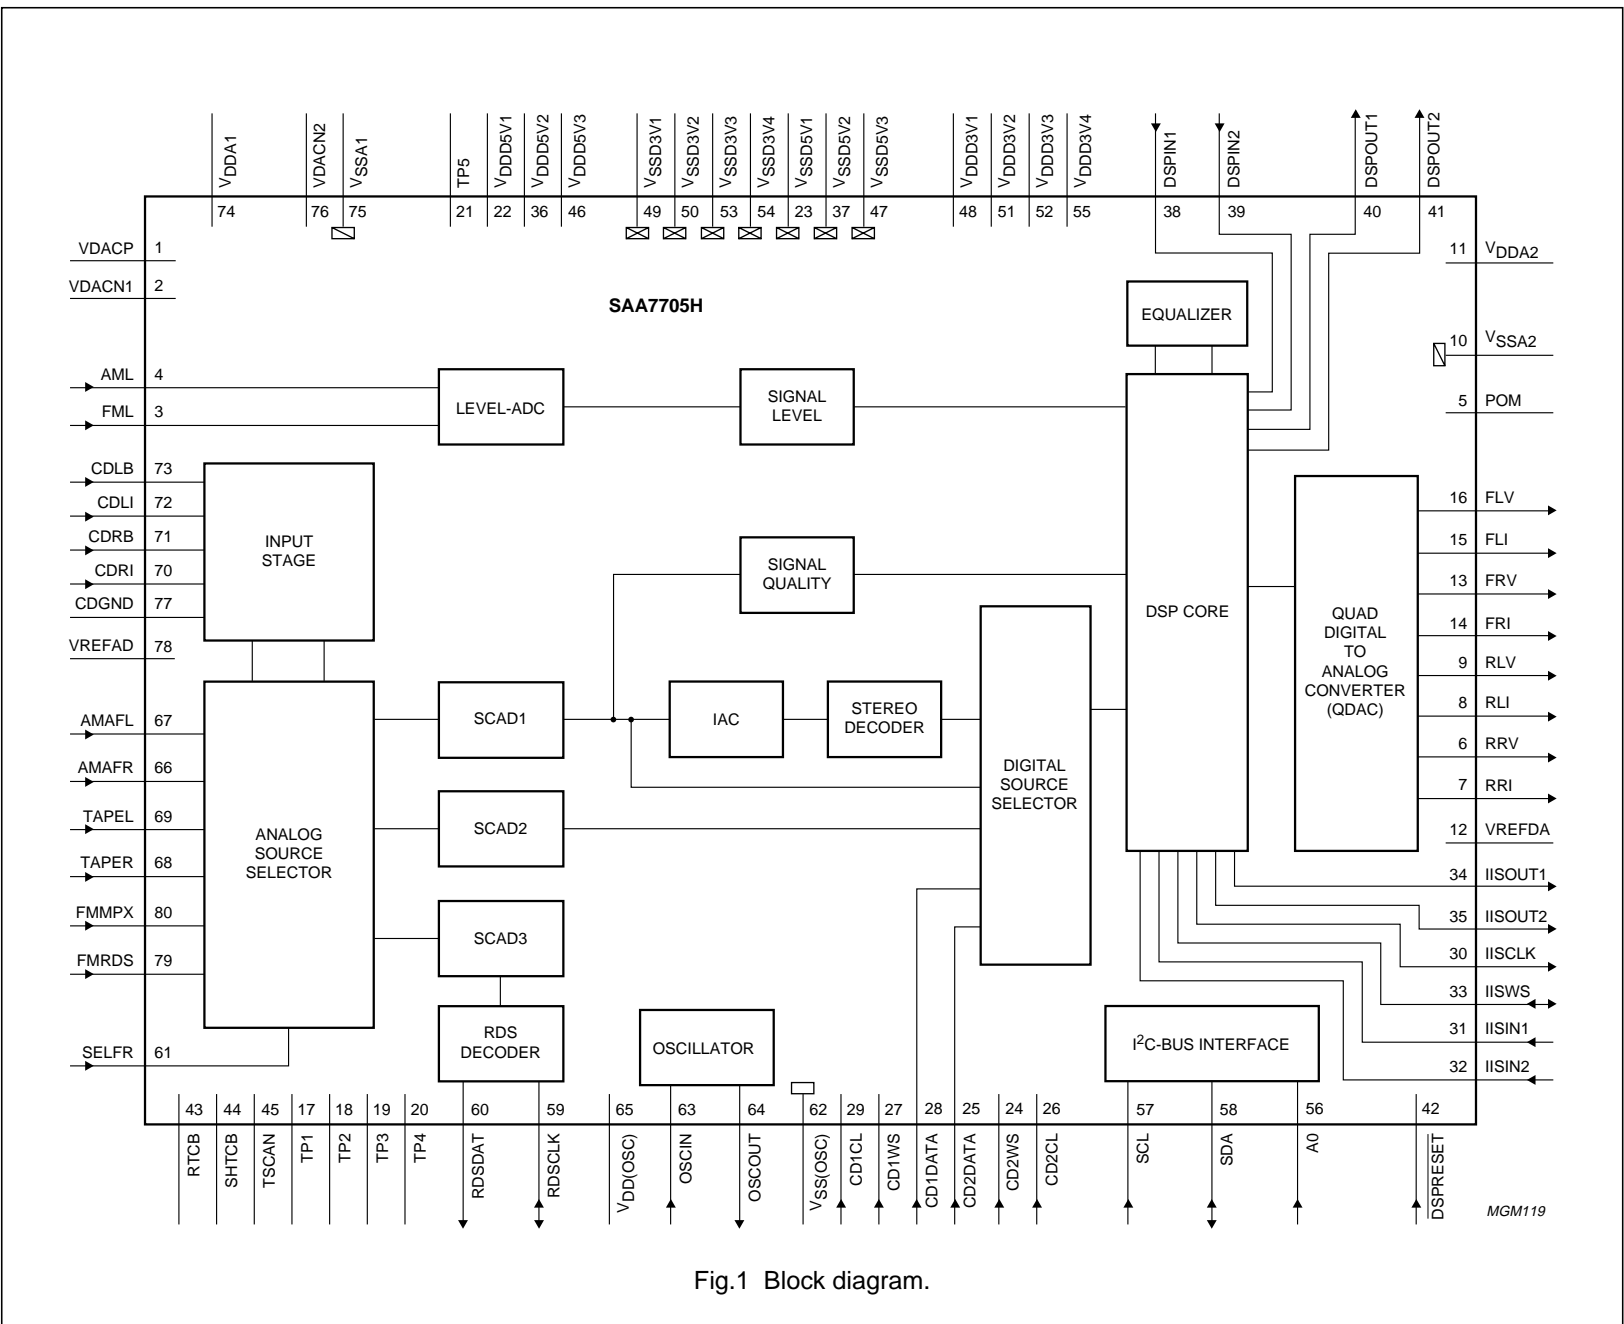 VDDA1
VDACN2
VSSA1
TP5
VDDD5V1
VDDD5V2
VDDD5V3
VSSD3V1
VSSD3V2
VSSD3V3
VSSD3V4
VSSD5V1
VSSD5V2
VSSD5V3
VDDD3V1
VDDD3V2
VDDD3V3
VDDD3V4
DSPIN1
DSPIN2
DSPOUT1
DSPOUT2
74 76 75 21 22 36 46 49 50 53 54 23 37 47 48 51 52 55 38 39 40 41
VDACP 1
VDACN1 2
AML 4
FML 3
CDLB 73
CDLI 72
CDRB 71
CDRI 70
CDGND 77
VREFAD 78
AMAFL 67
AMAFR 66
TAPEL 69
TAPER 68
FMMPX 80
FMRDS 79
SELFR 61
SAA7705H
EQUALIZER
LEVEL-ADC
SIGNAL
LEVEL
INPUT
STAGE
SIGNAL
QUALITY
DSP CORE
QUAD
DIGITAL
TO
ANALOG
CONVERTER
(QDAC)
SCAD1
IAC
STEREO
DECODER
DIGITAL
SOURCE
SELECTOR
SCAD2
ANALOG
SOURCE
SELECTOR
SCAD3
RDS
DECODER
OSCILLATOR
I2C-BUS INTERFACE
11 VDDA2
10 VSSA2
5 POM
16 FLV
15 FLI
13 FRV
14 FRI
9 RLV
8 RLI
6 RRV
7 RRI
12 VREFDA
34 IISOUT1
35 IISOUT2
30 IISCLK
33 IISWS
31 IISIN1
32 IISIN2
43 44 45 17 18 19 20 60 59 65 63 64 62 29 27 28 25 24 26 57 58 56 42
RTCB
SHTCB
TSCAN
TP1
TP2
TP3
TP4
RDSDAT
RDSCLK
VDD(OSC)
OSCIN
OSCOUT
VSS(OSC)
CD1CL
CD1WS
CD1DATA
CD2DATA
CD2WS
CD2CL
SCL
SDA
A0
DSPRESET
MGM119
Fig.1 Block diagram.